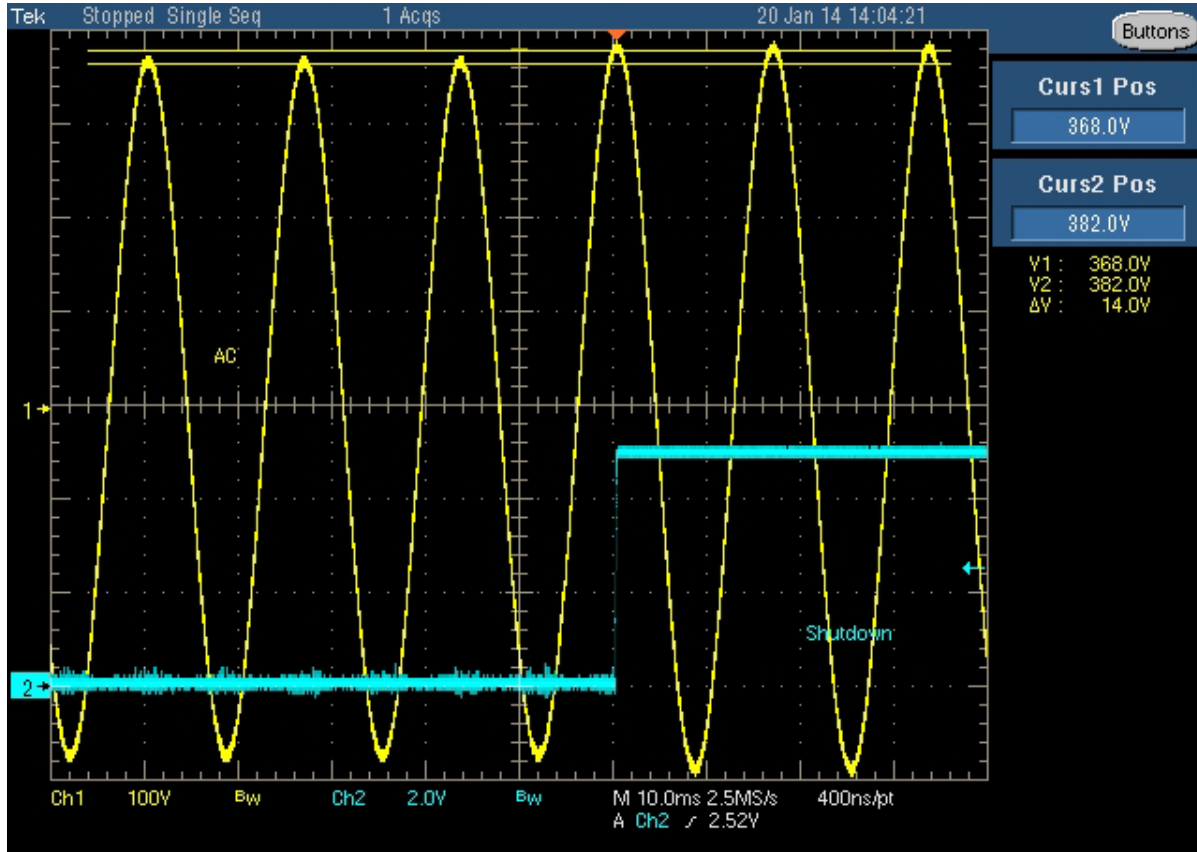 Tek Stopped Single Seq 1 Acqs 20 Jan 14 14:04:21
Buttons
Curs1 Pos
368.0V
Curs2 Pos
382.0V
V1: 368.0V
V2: 382.0V
ΔV: 14.0V
AC
1
Shutdown
2
Ch1 100V BW Ch2 2.0V BW M 10.0ms 2.5MS/s 400ns/pt
A Ch2 2.52V